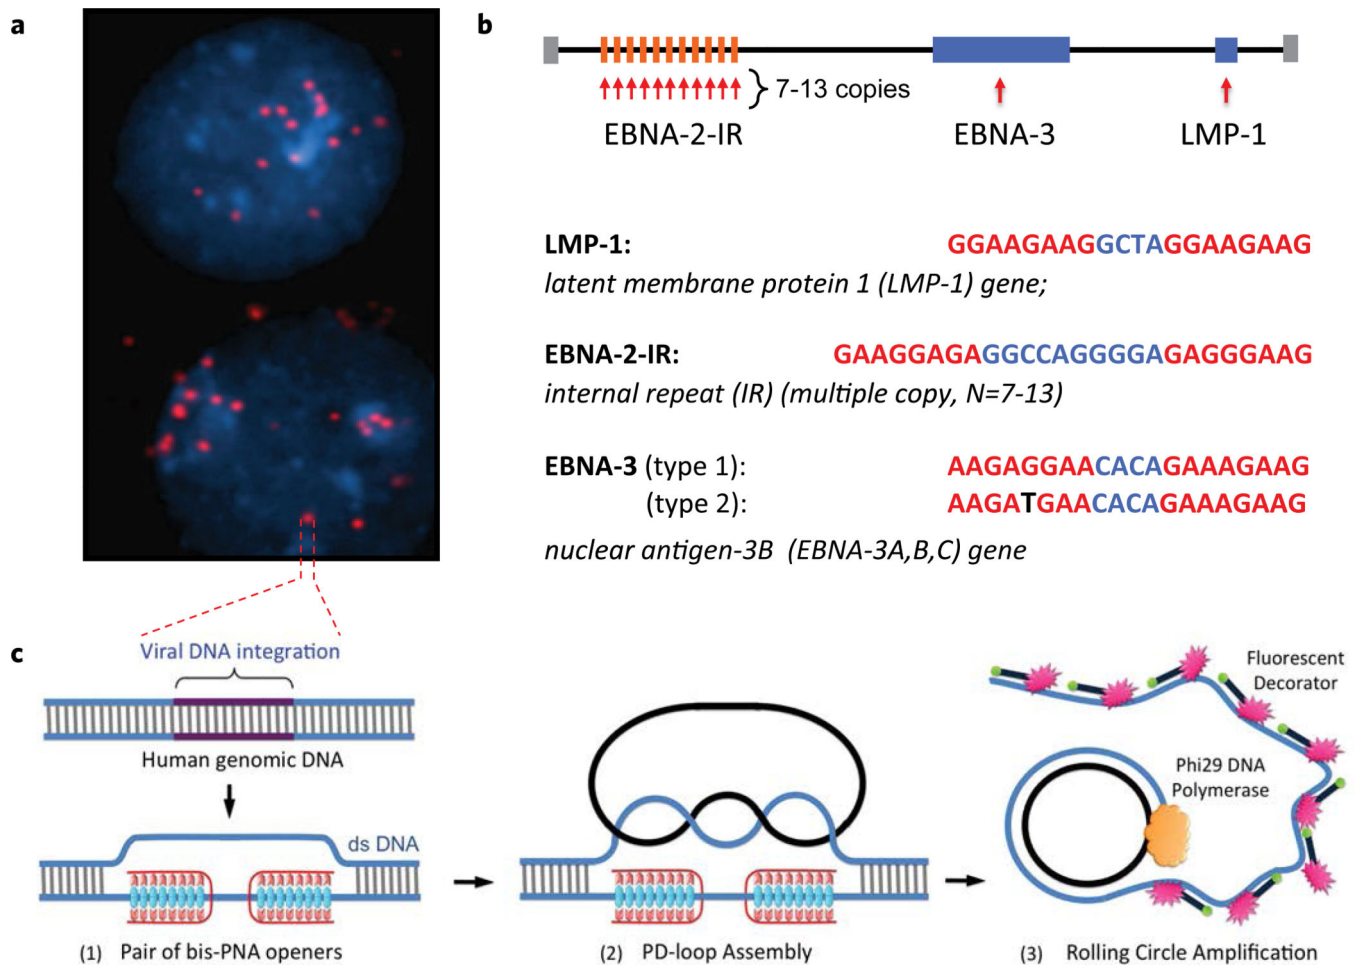 a
b
7-13 copies
EBNA-2-IR
EBNA-3
LMP-1
LMP-1: GGAAGAAGGCTAGGAAGAAG
latent membrane protein 1 (LMP-1) gene;
EBNA-2-IR: GAAGGAGAGGCCAGGGGAGAGGGAAG
internal repeat (IR) (multiple copy, N=7-13)
EBNA-3 (type 1): AAGAGGAACACAGAAAGAAG
(type 2): AAGATGAACACAGAAAGAAG
nuclear antigen-3B (EBNA-3A,B,C) gene
c
Viral DNA integration
Human genomic DNA
ds DNA
(1) Pair of bis-PNA openers
(2) PD-loop Assembly
Fluorescent
Decorator
Phi29 DNA
Polymerase
(3) Rolling Circle Amplification